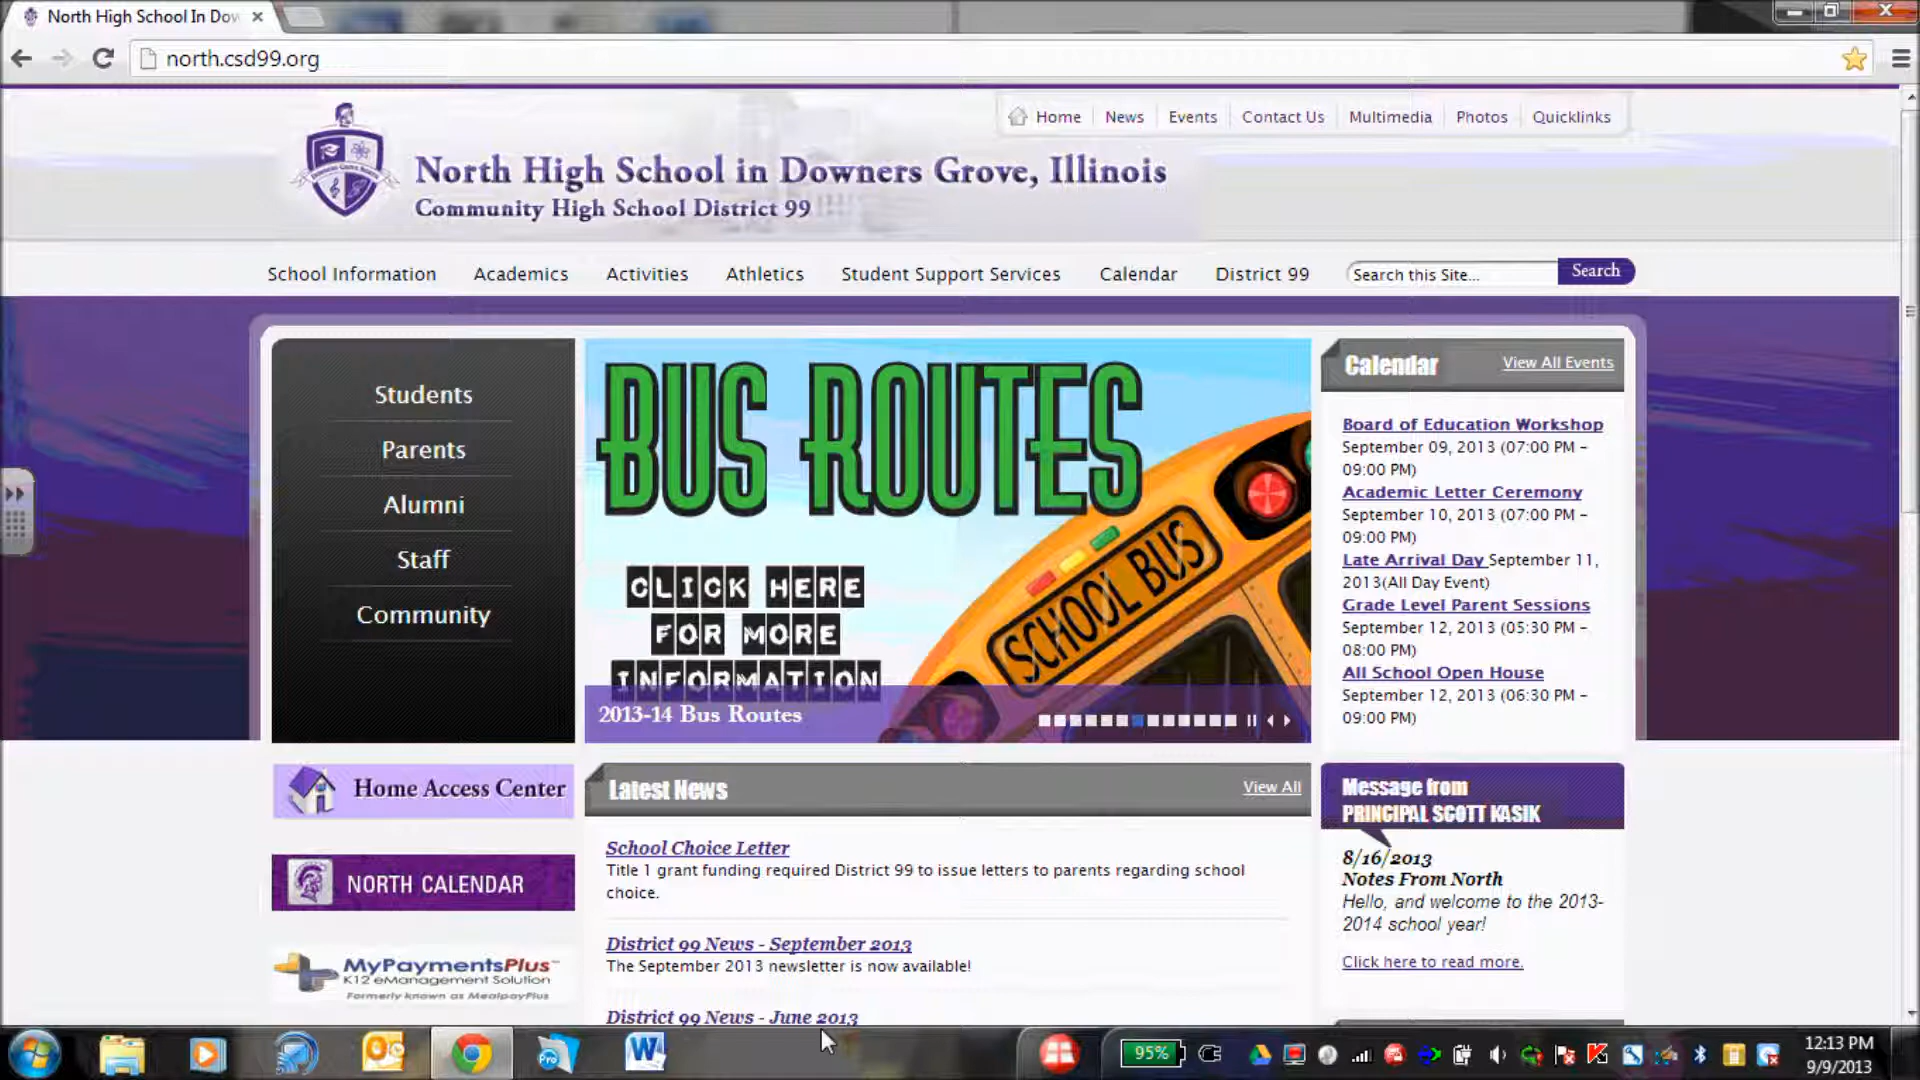 North High School In Dow
north.csd99.org
Home News Events Contact Us Multimedia Photos Quicklinks
North High School in Downers Grove, Illinois
Community High School District 99
School Information Academics Activities Athletics Student Support Services Calendar District 99 Search this Site... Search
Students
Parents
Alumni
Staff
Community
BUS ROUTES
CLICK HERE
FOR MORE
INFORMATION
SCHOOL BUS
2013-14 Bus Routes
Calendar View All Events
Board of Education Workshop
September 09, 2013 (07:00 PM -
09:00 PM)
Academic Letter Ceremony
September 10, 2013 (07:00 PM -
09:00 PM)
Late Arrival Day September 11,
2013(All Day Event)
Grade Level Parent Sessions
September 12, 2013 (05:30 PM -
08:00 PM)
All School Open House
September 12, 2013 (06:30 PM -
09:00 PM)
Home Access Center
NORTH CALENDAR
MyPaymentsPlus™
K12 eManagement Solution
Formerly known as MealpayPlus
Latest News View All
School Choice Letter
Title 1 grant funding required District 99 to issue letters to parents regarding school
choice.
District 99 News - September 2013
The September 2013 newsletter is now available!
District 99 News - June 2013
Message from
PRINCIPAL SCOTT KASIK
8/16/2013
Notes From North
Hello, and welcome to the 2013-
2014 school year!
Click here to read more.
Pro
95%
12:13 PM
9/9/2013